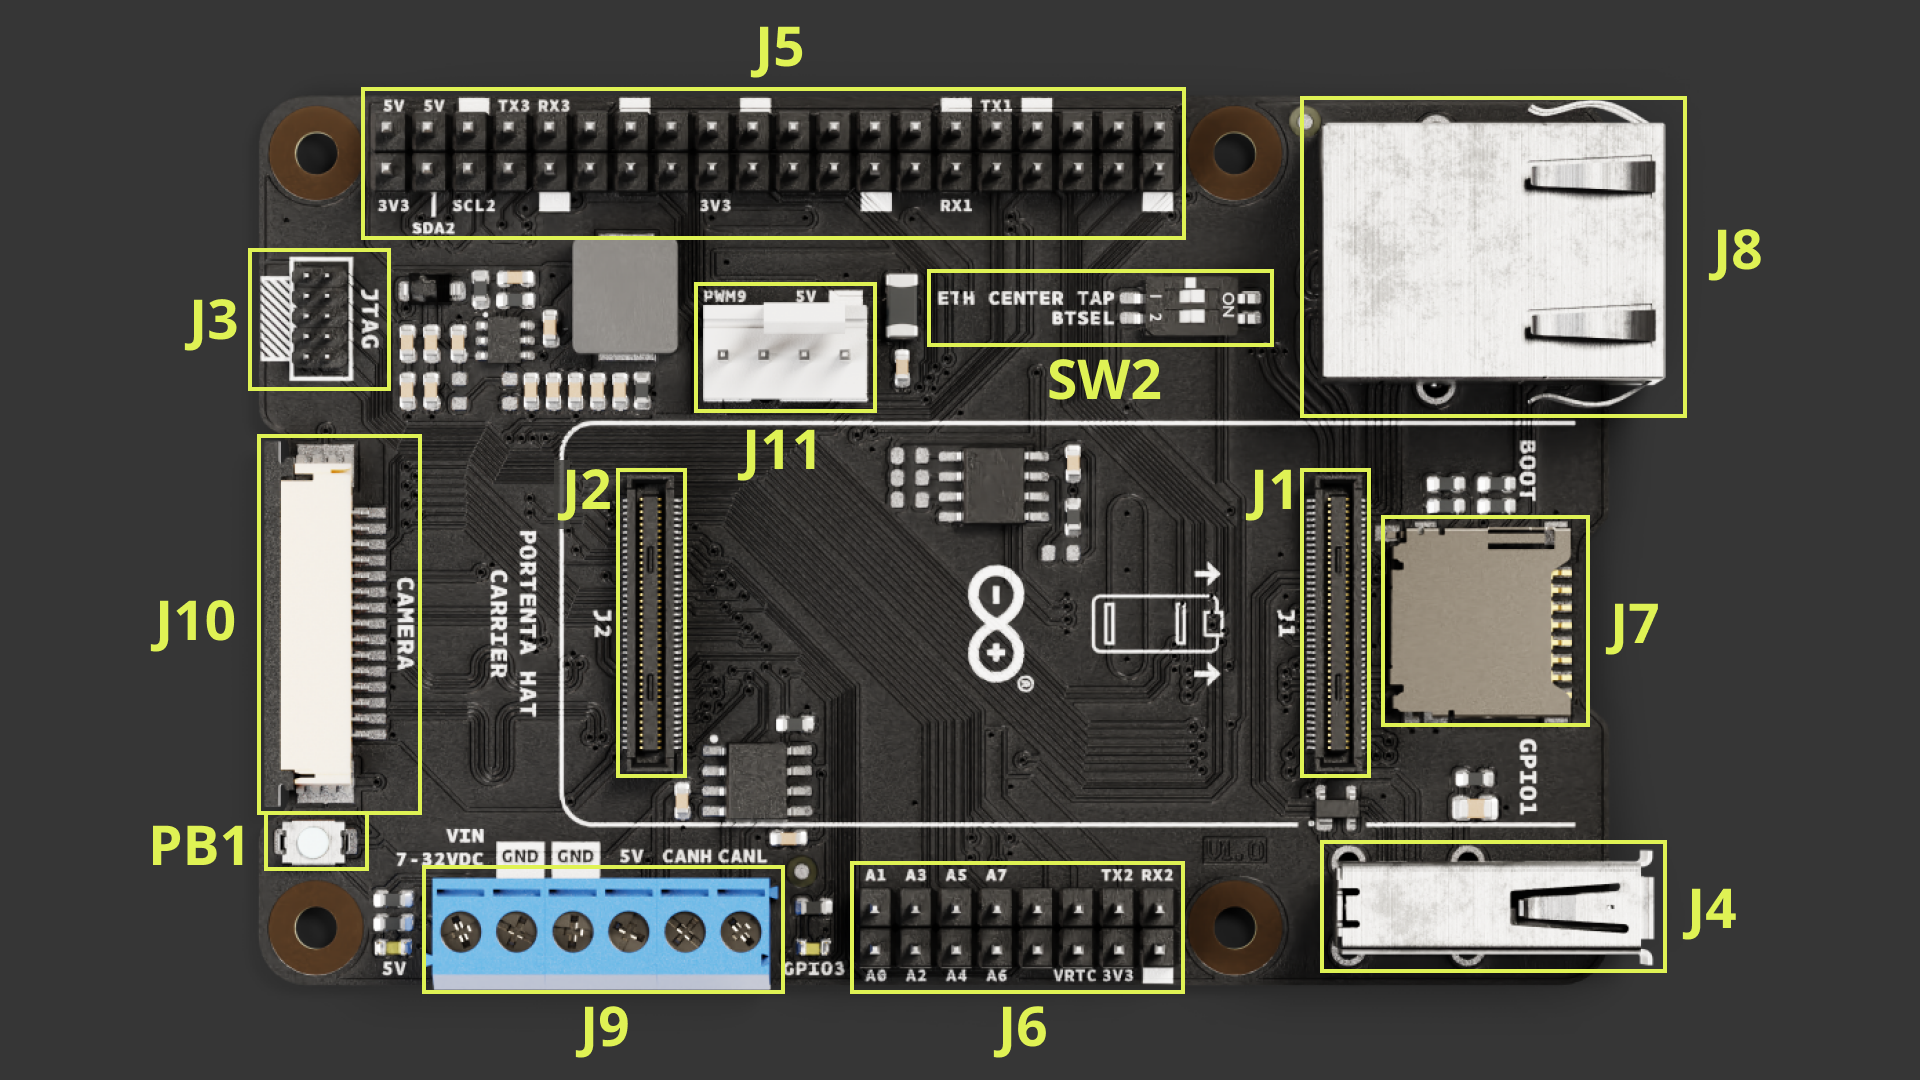 J5
5V 5V TX3 RX3 TX1
3V3 SCL2 3V3 RX1
SDA2
J3
JTAG
PWM9 5V
J11
ETH CENTER TAP 1 ON
BTSEL 2
SW2
J8
J10
CAMERA
PORTENTA HAT
CARRIER
J2
J2
J1
J1
BOOT
J7
GPIO1
®
PB1
VIN
7-32VDC GND GND 5V CANH CANL
5V
GPIO3
J9
V1.0
A1 A3 A5 A7 TX2 RX2
A0 A2 A4 A6 VRTC 3V3
J6
J4